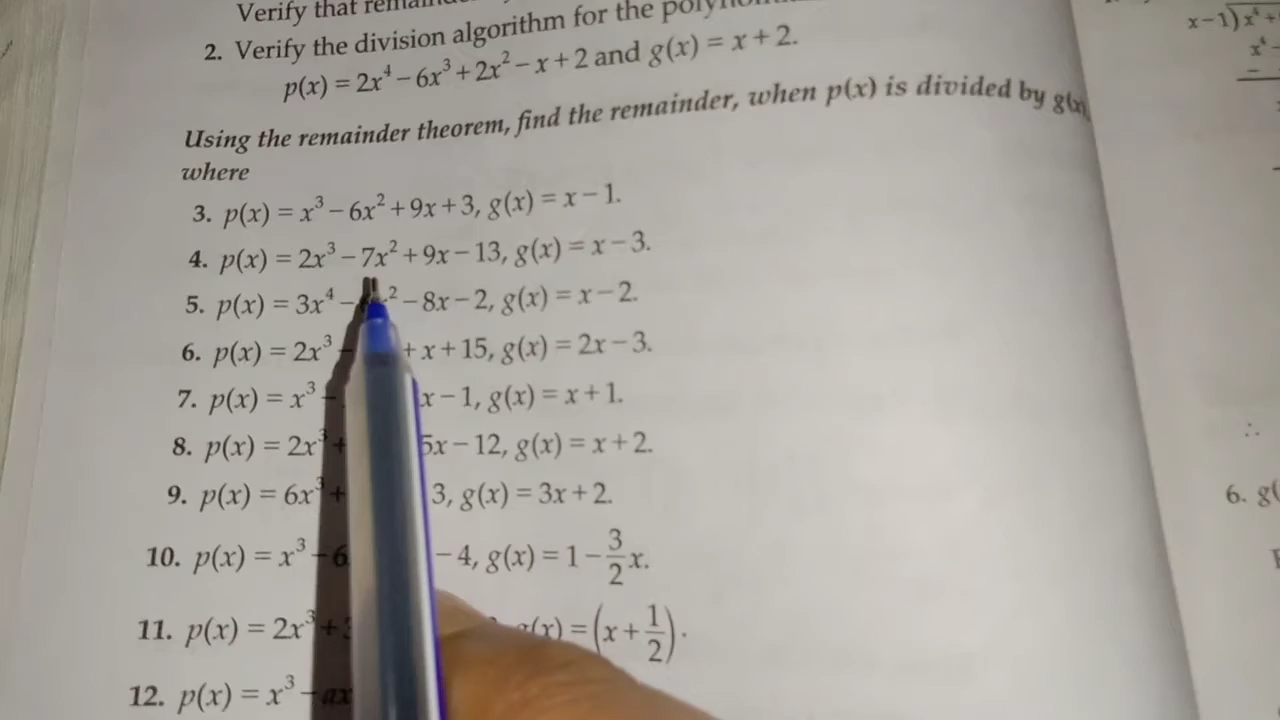 Verify that
2. Verify the division algorithm for the
p(x) = 2x⁴ − 6x³ + 2x² − x + 2 and g(x) = x + 2.
Using the remainder theorem, find the remainder, when p(x) is divided by g(x),
where
3. p(x) = x³ − 6x² + 9x + 3, g(x) = x − 1.
4. p(x) = 2x³ − 7x² + 9x − 13, g(x) = x − 3.
5. p(x) = 3x⁴ − ² − 8x − 2, g(x) = x − 2.
6. p(x) = 2x³ − + x + 15, g(x) = 2x − 3.
7. p(x) = x³ − x − 1, g(x) = x + 1.
8. p(x) = 2x³ + 5x − 12, g(x) = x + 2.
9. p(x) = 6x³ + 3, g(x) = 3x + 2.
10. p(x) = x³ − 6 − 4, g(x) = 1 − 3/2 x.
11. p(x) = 2x³ + g(x) = (x + 1/2).
12. p(x) = x³ − ax
x − 1) x⁴ +
x⁴ −
−
∴
6. g(